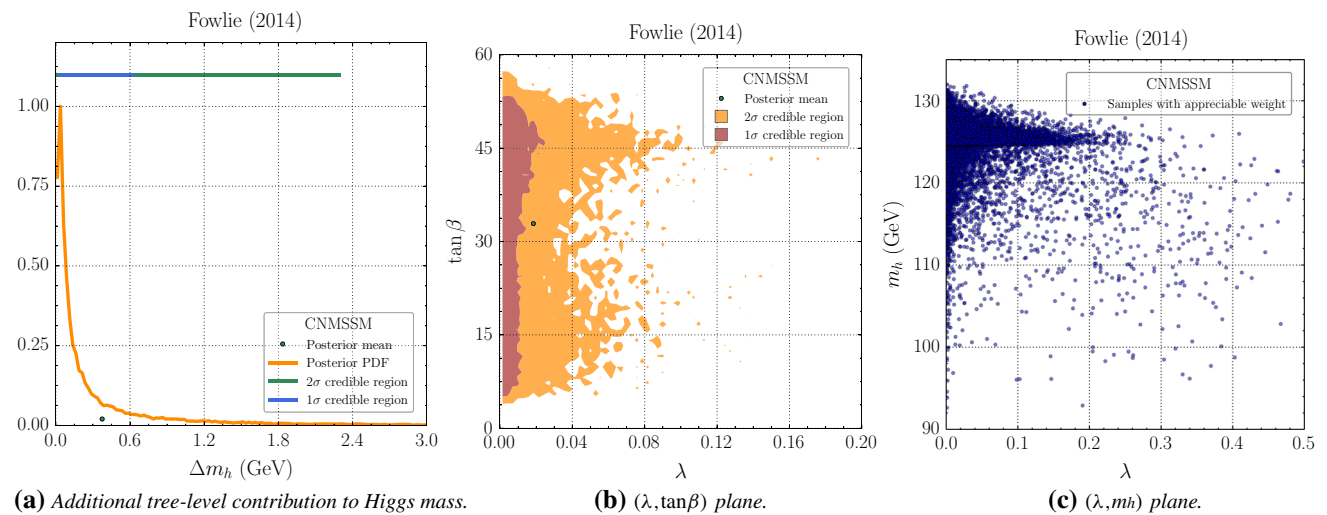 Fowlie (2014)
1.00
0.75
0.50
0.25
0.00
0.0 0.6 1.2 1.8 2.4 3.0
Δm_h (GeV)
CNMSSM
Posterior mean
Posterior PDF
2σ credible region
1σ credible region
(a) Additional tree-level contribution to Higgs mass.
Fowlie (2014)
60
45
30
15
0
tan β
0 0.04 0.08 0.12 0.16 0.20
λ
CNMSSM
Posterior mean
2σ credible region
1σ credible region
(b) (λ,tanβ) plane.
Fowlie (2014)
130
120
110
100
90
m_h (GeV)
0.0 0.1 0.2 0.3 0.4 0.5
λ
CNMSSM
Samples with appreciable weight
(c) (λ,mh) plane.